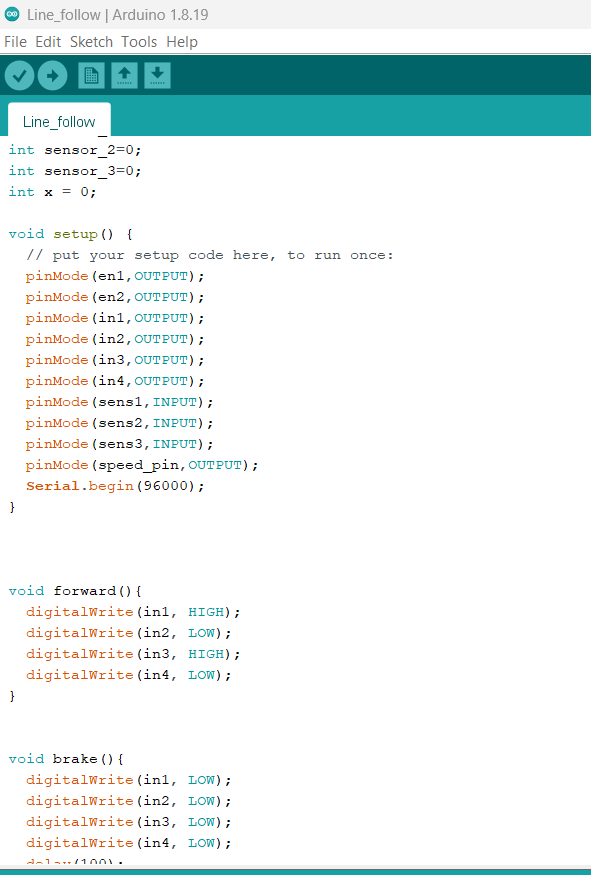 Line_follow | Arduino 1.8.19
File Edit Sketch Tools Help
Line_follow
int sensor_2=0;
int sensor_3=0;
int x = 0;
void setup() {
  // put your setup code here, to run once:
  pinMode(en1,OUTPUT);
  pinMode(en2,OUTPUT);
  pinMode(in1,OUTPUT);
  pinMode(in2,OUTPUT);
  pinMode(in3,OUTPUT);
  pinMode(in4,OUTPUT);
  pinMode(sens1,INPUT);
  pinMode(sens2,INPUT);
  pinMode(sens3,INPUT);
  pinMode(speed_pin,OUTPUT);
  Serial.begin(96000);
}
void forward(){
  digitalWrite(in1, HIGH);
  digitalWrite(in2, LOW);
  digitalWrite(in3, HIGH);
  digitalWrite(in4, LOW);
}
void brake(){
  digitalWrite(in1, LOW);
  digitalWrite(in2, LOW);
  digitalWrite(in3, LOW);
  digitalWrite(in4, LOW);
  delay(100);